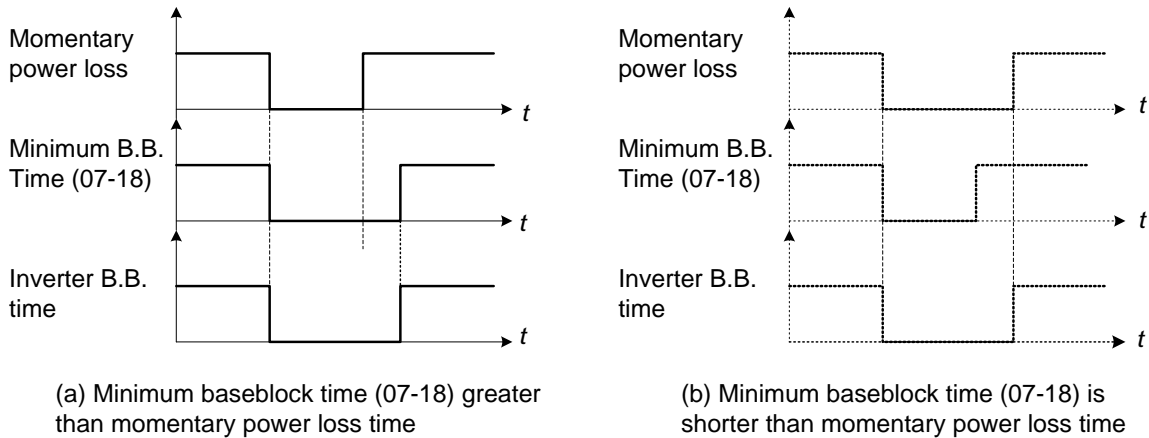 Momentary
power loss
t
Minimum B.B.
Time (07-18)
t
Inverter B.B.
time
t
(a) Minimum baseblock time (07-18) greater
than momentary power loss time
Momentary
power loss
t
Minimum B.B.
Time (07-18)
t
Inverter B.B.
time
t
(b) Minimum baseblock time (07-18) is
shorter than momentary power loss time